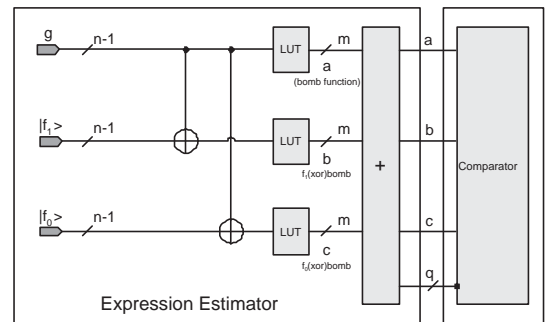 g
n-1
LUT
m
a
(bomb function)
a
|f₁>
n-1
LUT
m
b
f₁(xor)bomb
b
+
Comparator
|f₀>
n-1
LUT
m
c
f₀(xor)bomb
c
q
Expression Estimator